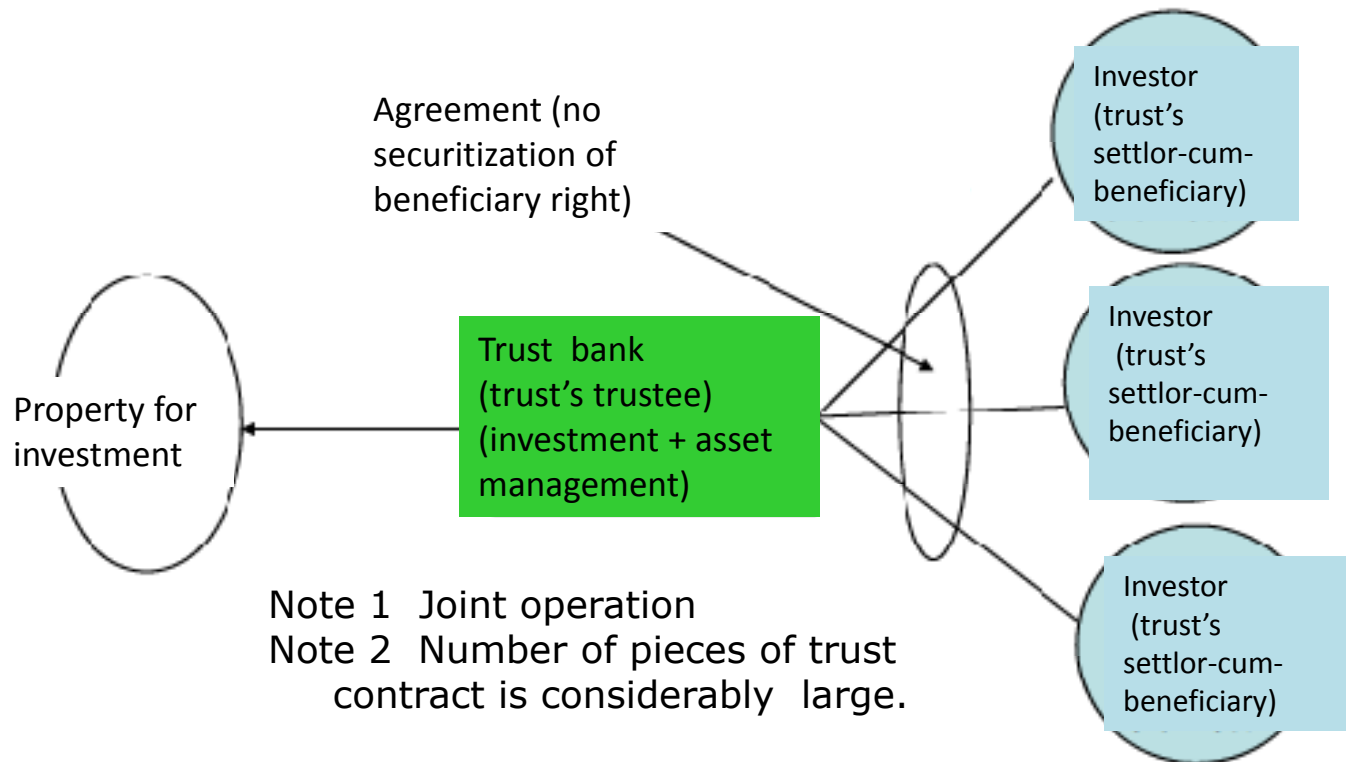 Agreement (no
securitization of
beneficiary right)
Investor
(trust's
settlor-cum-
beneficiary)
Investor
(trust's
settlor-cum-
beneficiary)
Investor
(trust's
settlor-cum-
beneficiary)
Trust bank
(trust's trustee)
(investment + asset
management)
Property for
investment
Note 1 Joint operation
Note 2 Number of pieces of trust
contract is considerably large.